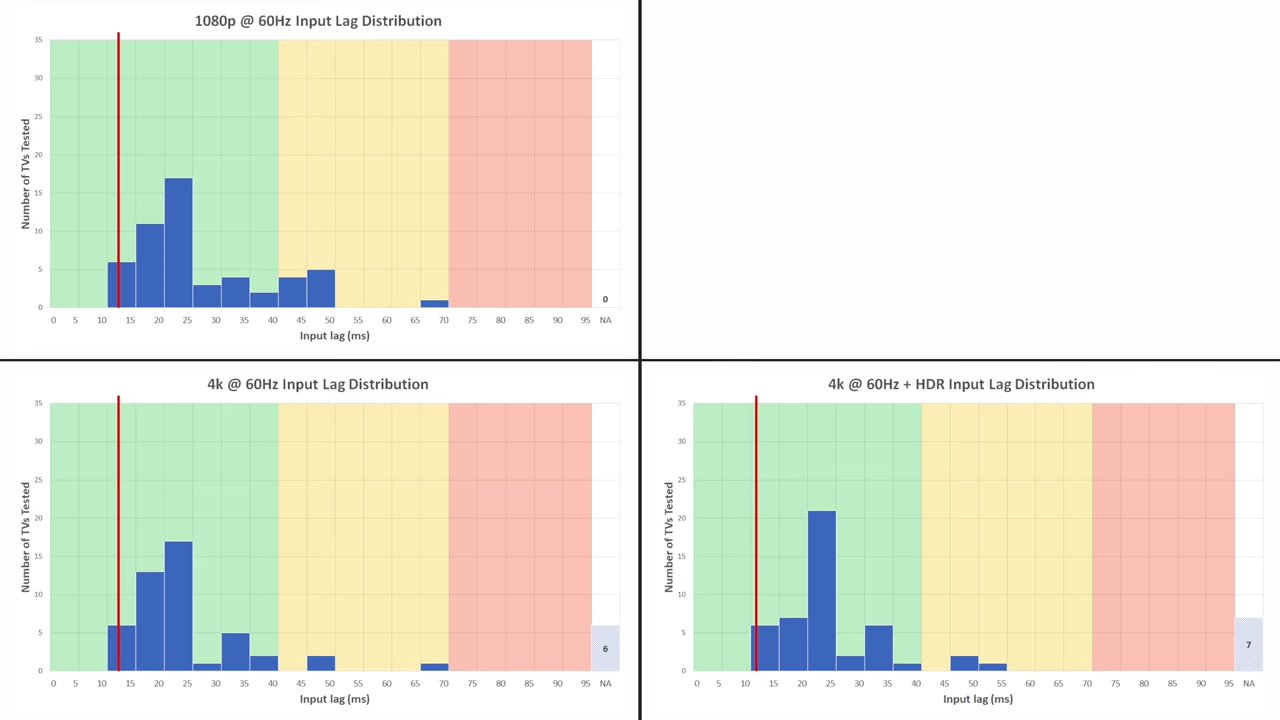 1080p @ 60Hz Input Lag Distribution
Number of TVs Tested
35
30
25
20
15
10
5
0
0 5 10 15 20 25 30 35 40 45 50 55 60 65 70 75 80 85 90 95 NA
0
Input lag (ms)
4k @ 60Hz Input Lag Distribution
Number of TVs Tested
35
30
25
20
15
10
5
0
0 5 10 15 20 25 30 35 40 45 50 55 60 65 70 75 80 85 90 95 NA
6
Input lag (ms)
4k @ 60Hz + HDR Input Lag Distribution
Number of TVs Tested
35
30
25
20
15
10
5
0
0 5 10 15 20 25 30 35 40 45 50 55 60 65 70 75 80 85 90 95 NA
7
Input lag (ms)